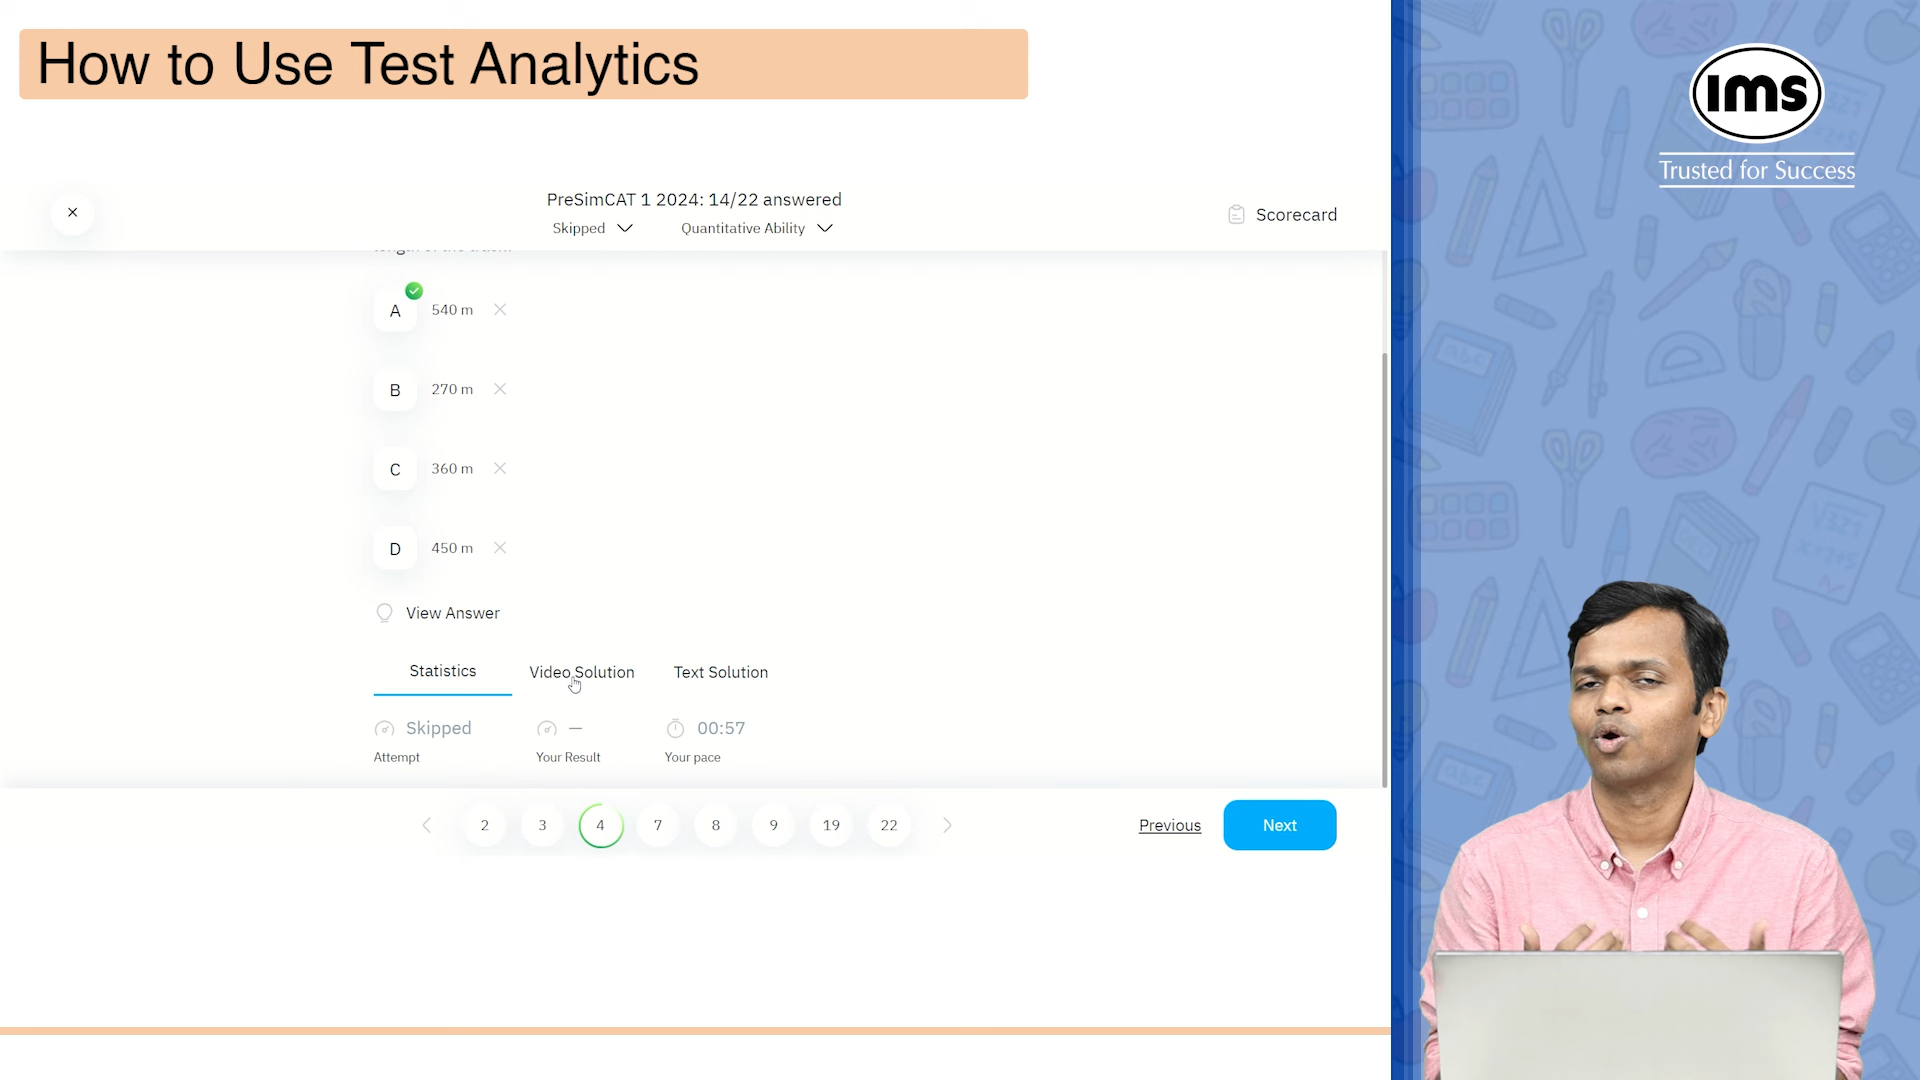 How to Use Test Analytics
ims
Trusted for Success
PreSimCAT 1 2024: 14/22 answered
Skipped
Quantitative Ability
Scorecard
A
540 m
B
270 m
C
360 m
D
450 m
View Answer
Statistics
Video Solution
Text Solution
Skipped
—
00:57
Attempt
Your Result
Your pace
2
3
4
7
8
9
19
22
Previous
Next